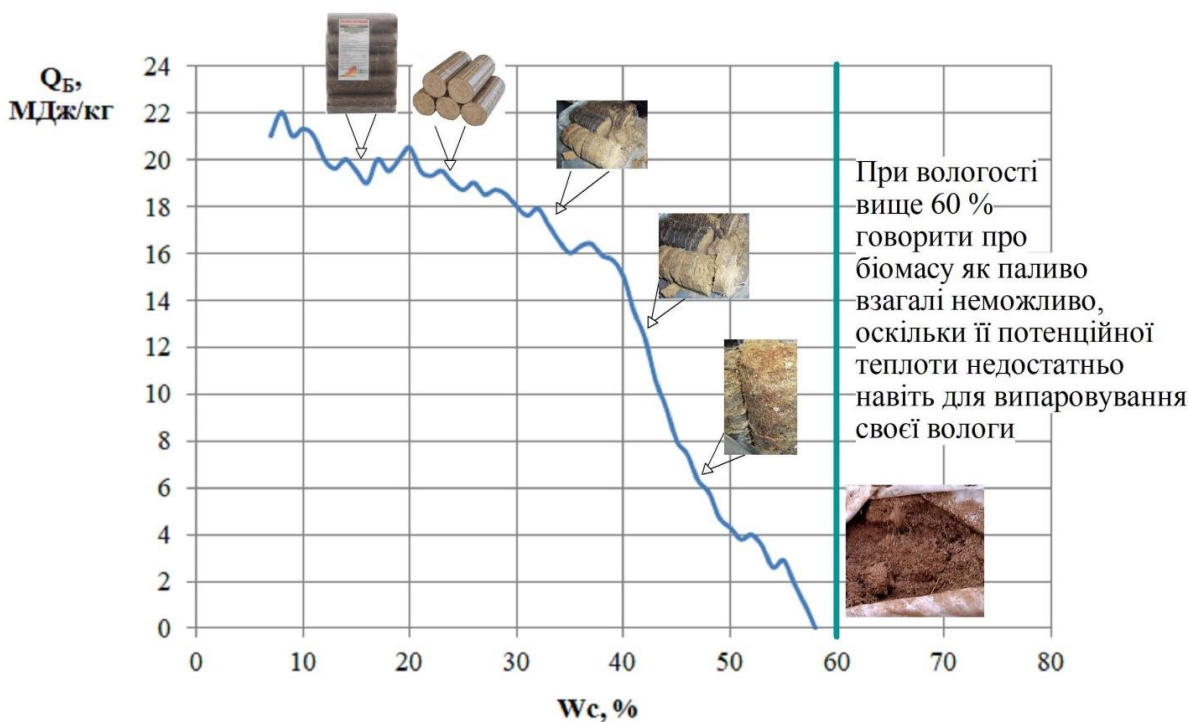 Qб,
МДж/кг
24
22
20
18
16
14
12
10
8
6
4
2
0
0
10
20
30
40
50
60
70
80
Wc, %
При вологості
вище 60 %
говорити про
біомасу як паливо
взагалі неможливо,
оскільки її потенційної
теплоти недостатньо
навіть для випаровування
своєї вологи